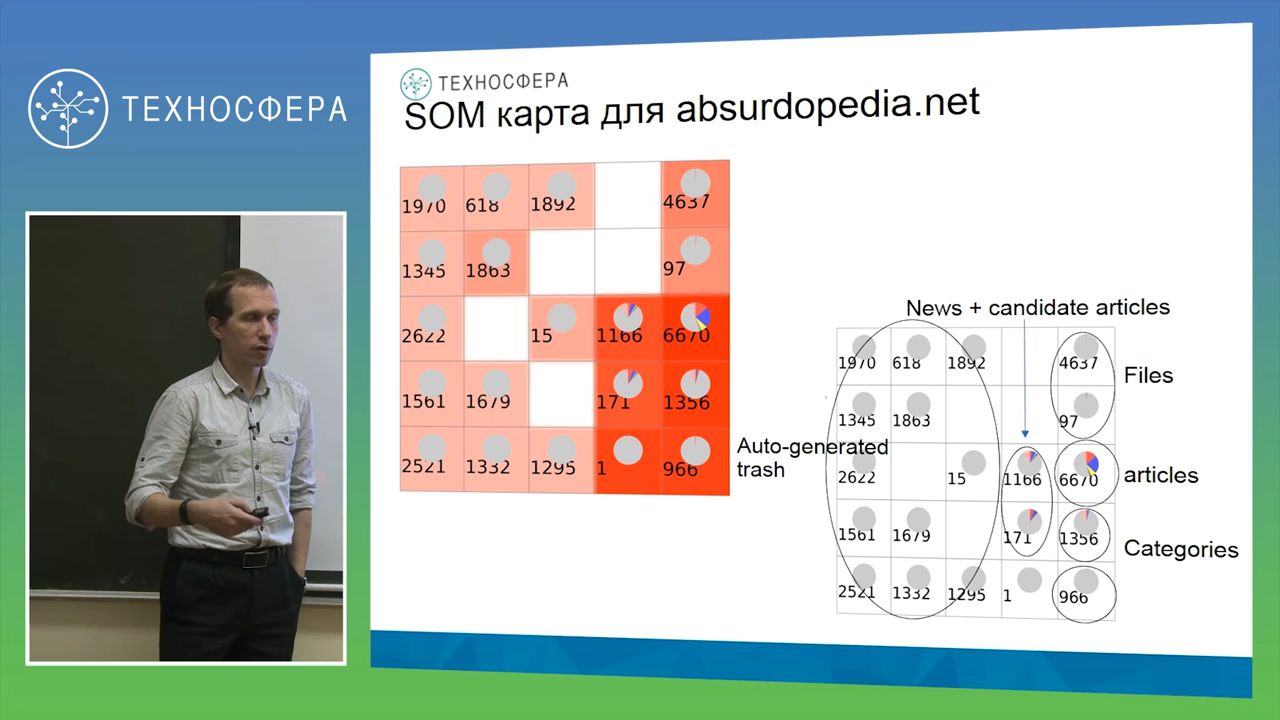 ТЕХНОСФЕРА
ТЕХНОСФЕРА
SOM карта для absurdopedia.net
1970 618 1892 4637
1345 1863 97
2622 15 1166 6670
1561 1679 171 1356
2521 1332 1295 1 966
Auto-generated
trash
News + candidate articles
1970 618 1892 4637
Files
1345 1863 97
2622 15 1166 6670
articles
1561 1679 171 1356
Categories
2521 1332 1295 1 966